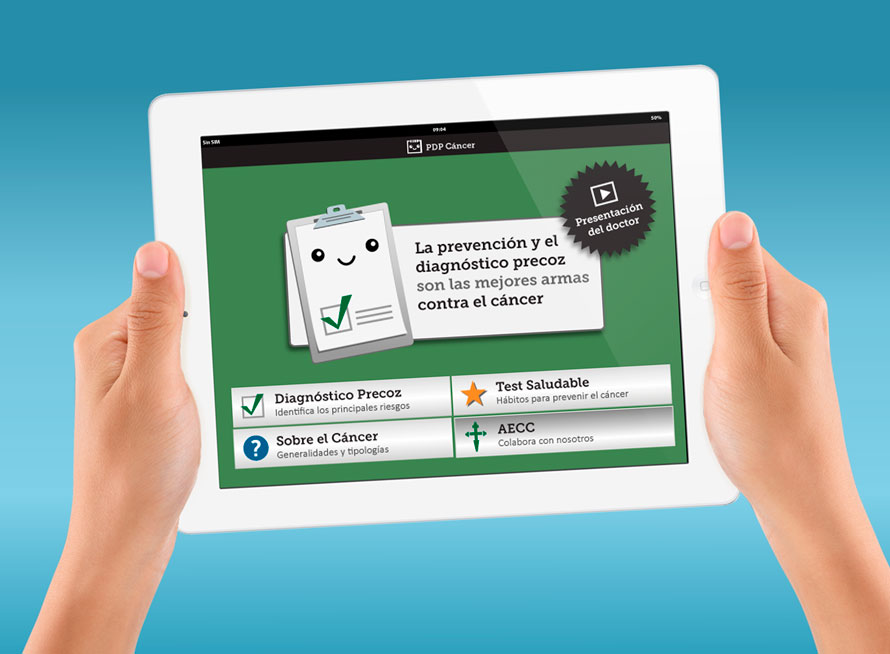 Sin SIM
09:04
50%
PDP Cáncer
Presentación
del doctor
La prevención y el
diagnóstico precoz
son las mejores armas
contra el cáncer
Diagnóstico Precoz
Identifica los principales riesgos
Test Saludable
Hábitos para prevenir el cáncer
Sobre el Cáncer
Generalidades y tipologías
AECC
Colabora con nosotros